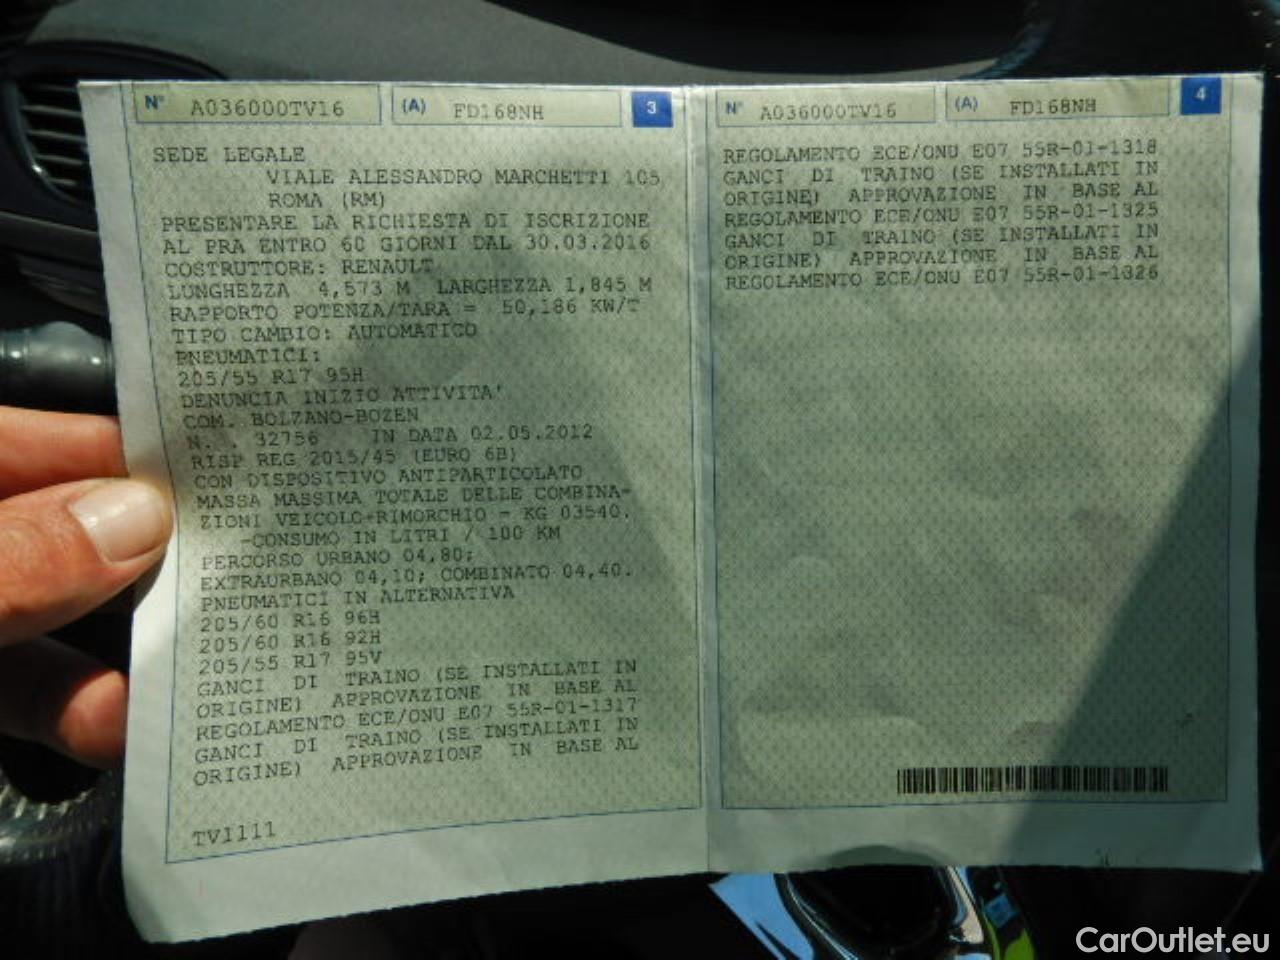 N° A036000TV16 (A) FD168NH 3
SEDE LEGALE
VIALE ALESSANDRO MARCHETTI 105
ROMA (RM)
PRESENTARE LA RICHIESTA DI ISCRIZIONE
AL PRA ENTRO 60 GIORNI DAL 30.03.2016
COSTRUTTORE: RENAULT
LUNGHEZZA 4,573 M LARGHEZZA 1,845 M
RAPPORTO POTENZA/TARA = 50,186 KW/T
TIPO CAMBIO: AUTOMATICO
PNEUMATICI:
205/55 R17 95H
DENUNCIA INIZIO ATTIVITA'
COM. BOLZANO-BOZEN
N. . 32756 IN DATA 02.05.2012
RISP REG 2015/45 (EURO 6B)
CON DISPOSITIVO ANTIPARTICOLATO
MASSA MASSIMA TOTALE DELLE COMBINA-
ZIONI VEICOLO+RIMORCHIO = KG 03540.
-CONSUMO IN LITRI / 100 KM
PERCORSO URBANO 04,80;
EXTRAURBANO 04,10; COMBINATO 04,40.
PNEUMATICI IN ALTERNATIVA
205/60 R16 96H
205/60 R16 92H
205/55 R17 95V
GANCI DI TRAINO (SE INSTALLATI IN
ORIGINE) APPROVAZIONE IN BASE AL
REGOLAMENTO ECE/ONU E07 55R-01-1317
GANCI DI TRAINO (SE INSTALLATI IN
ORIGINE) APPROVAZIONE IN BASE AL
TV1111
N° A036000TV16 (A) FD168NH 4
REGOLAMENTO ECE/ONU E07 55R-01-1318
GANCI DI TRAINO (SE INSTALLATI IN
ORIGINE) APPROVAZIONE IN BASE AL
REGOLAMENTO ECE/ONU E07 55R-01-1325
GANCI DI TRAINO (SE INSTALLATI IN
ORIGINE) APPROVAZIONE IN BASE AL
REGOLAMENTO ECE/ONU E07 55R-01-1326
CarOutlet.eu